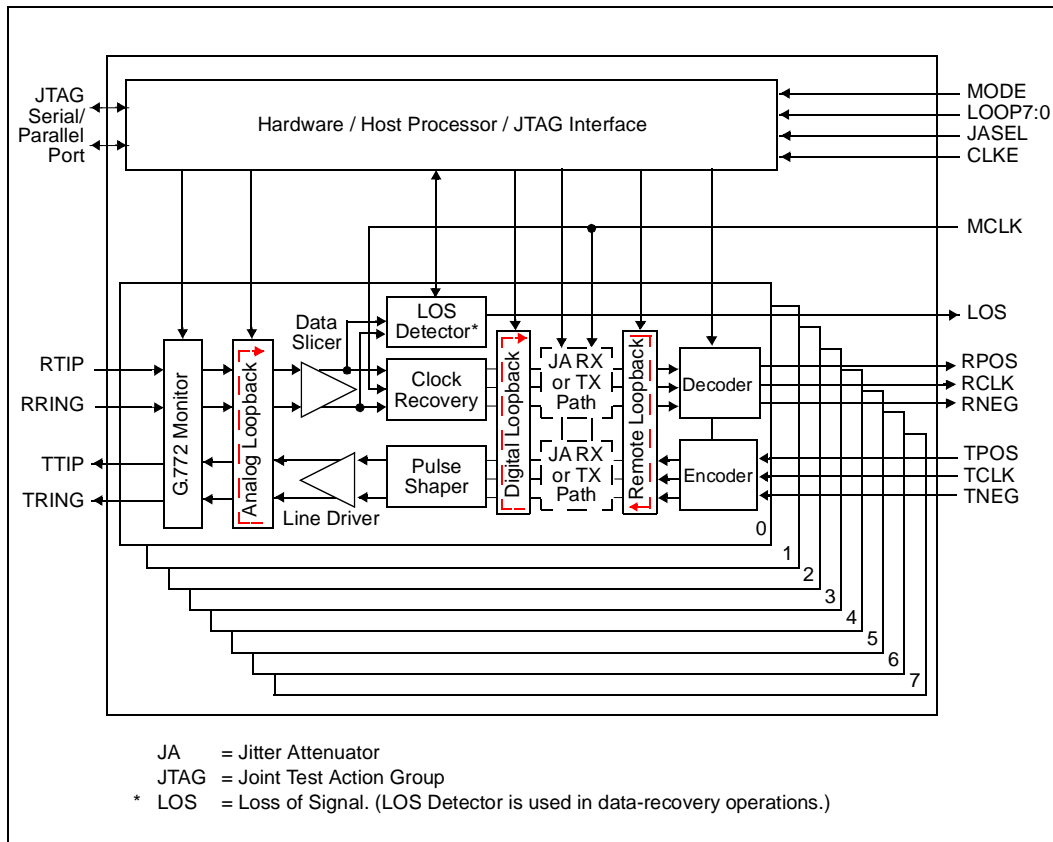 JTAG
Serial/
Parallel
Port
Hardware / Host Processor / JTAG Interface
MODE
LOOP7:0
JASEL
CLKE
MCLK
LOS
Data
Slicer
LOS
Detector*
RTIP
RRING
TTIP
TRING
G.772 Monitor
Analog Loopback
Clock
Recovery
Digital Loopback
JA RX
or TX
Path
Remote Loopback
Decoder
RPOS
RCLK
RNEG
Line Driver
Pulse
Shaper
JA RX
or TX
Path
Encoder
TPOS
TCLK
TNEG
0
1
2
3
4
5
6
7
JA = Jitter Attenuator
JTAG = Joint Test Action Group
* LOS = Loss of Signal. (LOS Detector is used in data-recovery operations.)